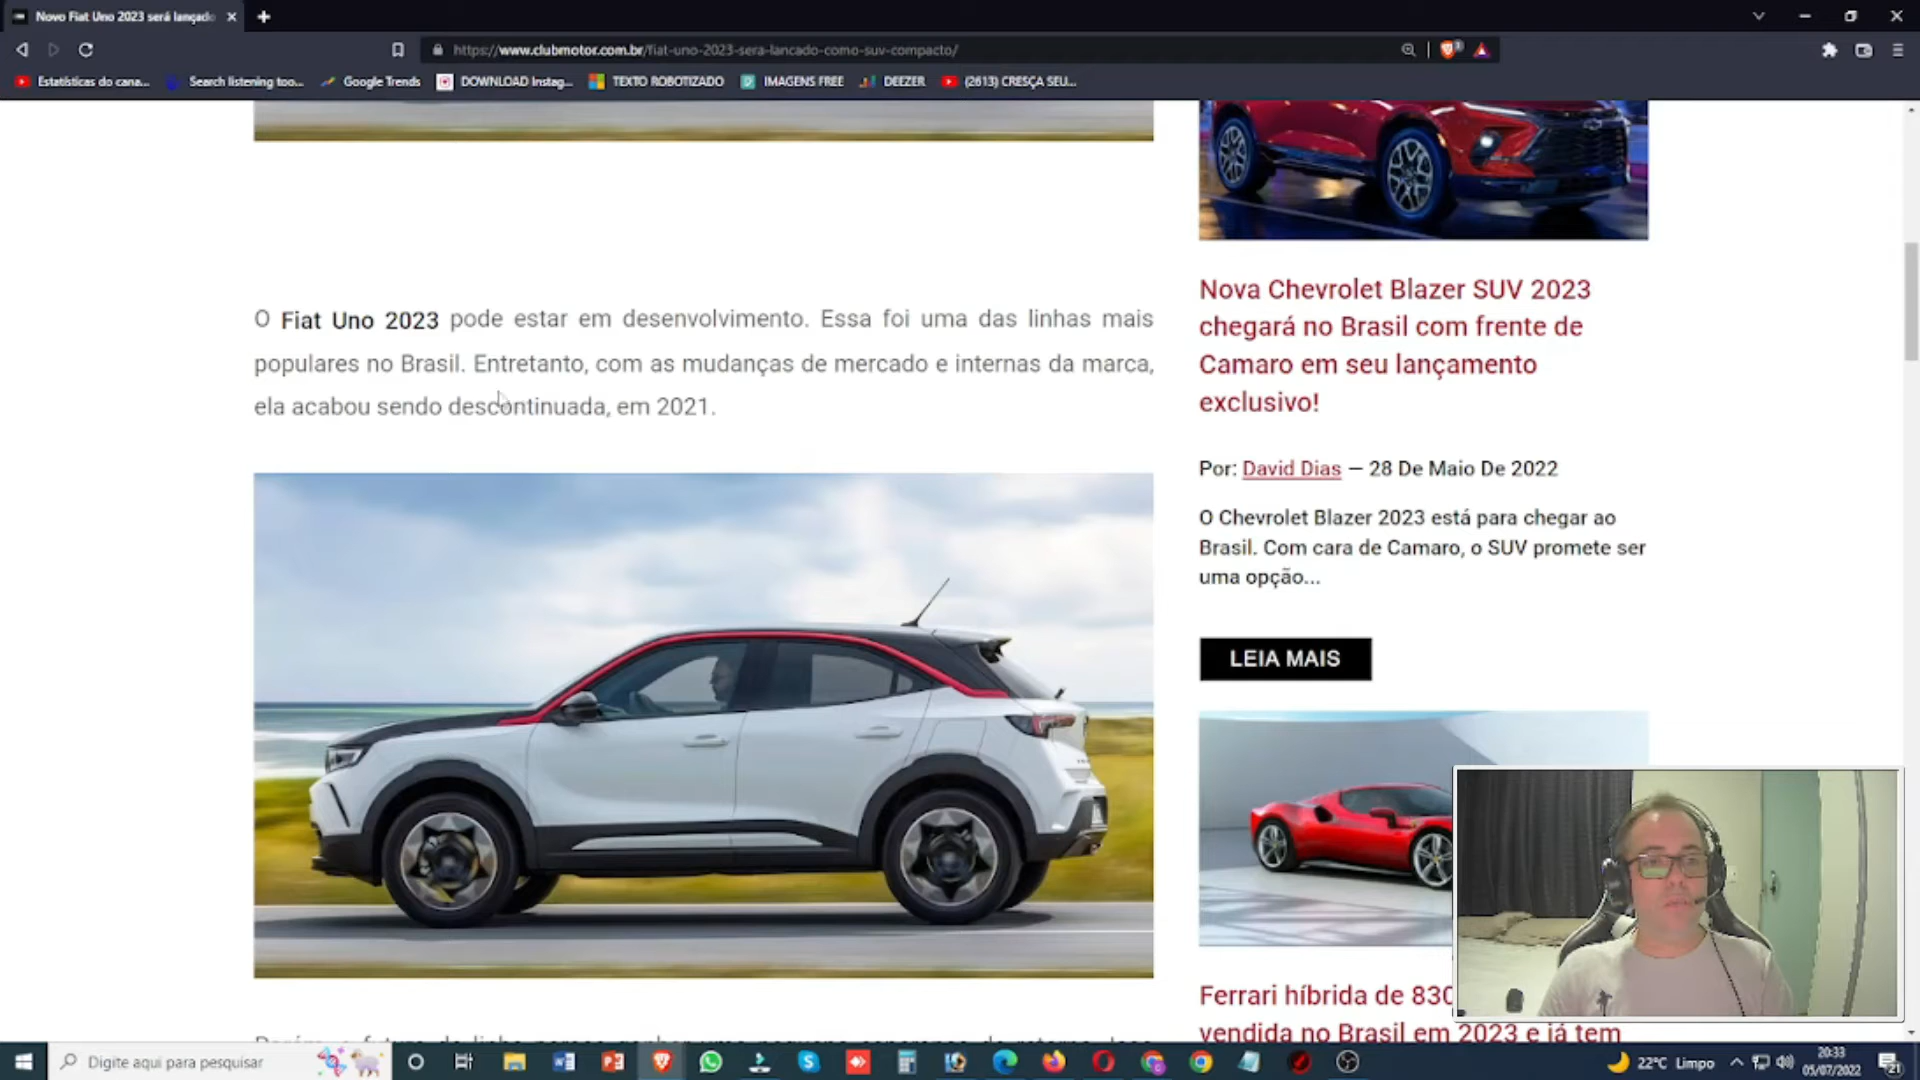 Novo Fiat Uno 2023 será lançado
https://www.clubmotor.com.br/fiat-uno-2023-sera-lancado-como-suv-compacto/
Estatísticas do cana...
Search listening too...
Google Trends
DOWNLOAD Instag...
TEXTO ROBOTIZADO
IMAGENS FREE
DEEZER
(2613) CRESÇA SEU...
O Fiat Uno 2023 pode estar em desenvolvimento. Essa foi uma das linhas mais
populares no Brasil. Entretanto, com as mudanças de mercado e internas da marca,
ela acabou sendo descontinuada, em 2021.
Nova Chevrolet Blazer SUV 2023
chegará no Brasil com frente de
Camaro em seu lançamento
exclusivo!
Por: David Dias — 28 De Maio De 2022
O Chevrolet Blazer 2023 está para chegar ao
Brasil. Com cara de Camaro, o SUV promete ser
uma opção...
LEIA MAIS
Ferrari híbrida de 830
vendida no Brasil em 2023 e já tem
Digite aqui para pesquisar
22°C Limpo
20:33
05/07/2022
21